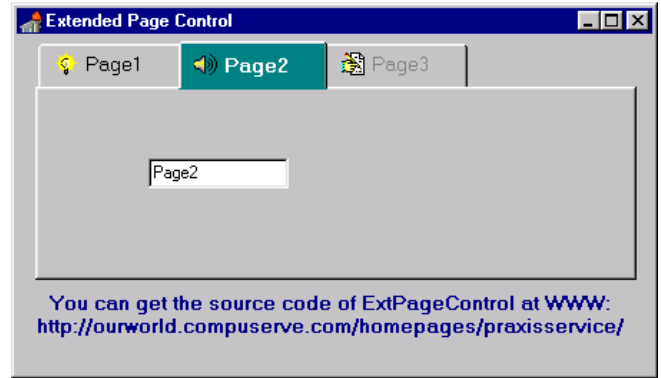 Extended Page Control
Page1 Page2 Page3
Page2
You can get the source code of ExtPageControl at WWW:
http://ourworld.compuserve.com/homepages/praxisservice/